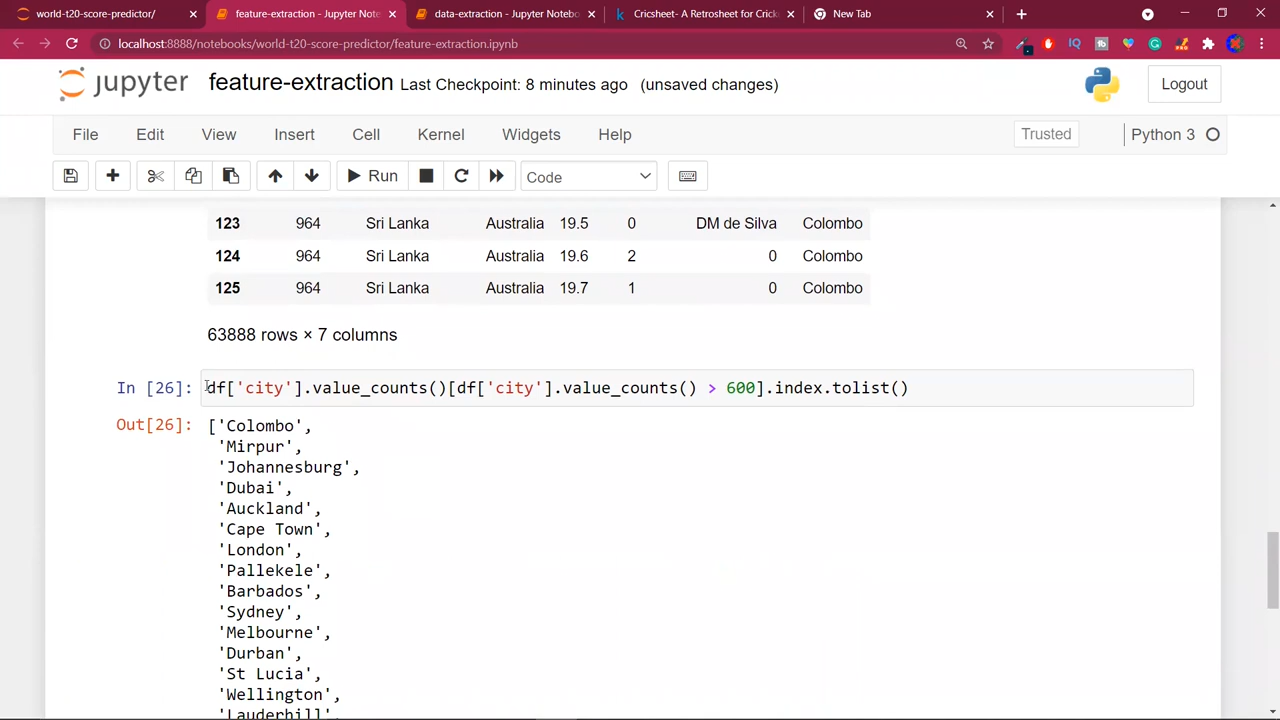 world-t20-score-predictor/
feature-extraction - Jupyter Note
data-extraction - Jupyter Notebo
Cricsheet- A Retrosheet for Crick
New Tab
localhost:8888/notebooks/world-t20-score-predictor/feature-extraction.ipynb
jupyter feature-extraction Last Checkpoint: 8 minutes ago (unsaved changes) Logout
File Edit View Insert Cell Kernel Widgets Help Trusted Python 3
Run Code
123 964 Sri Lanka Australia 19.5 0 DM de Silva Colombo
124 964 Sri Lanka Australia 19.6 2 0 Colombo
125 964 Sri Lanka Australia 19.7 1 0 Colombo
63888 rows × 7 columns
In [26]: df['city'].value_counts()[df['city'].value_counts() > 600].index.tolist()
Out[26]: ['Colombo',
'Mirpur',
'Johannesburg',
'Dubai',
'Auckland',
'Cape Town',
'London',
'Pallekele',
'Barbados',
'Sydney',
'Melbourne',
'Durban',
'St Lucia',
'Wellington',
'Lauderhill',